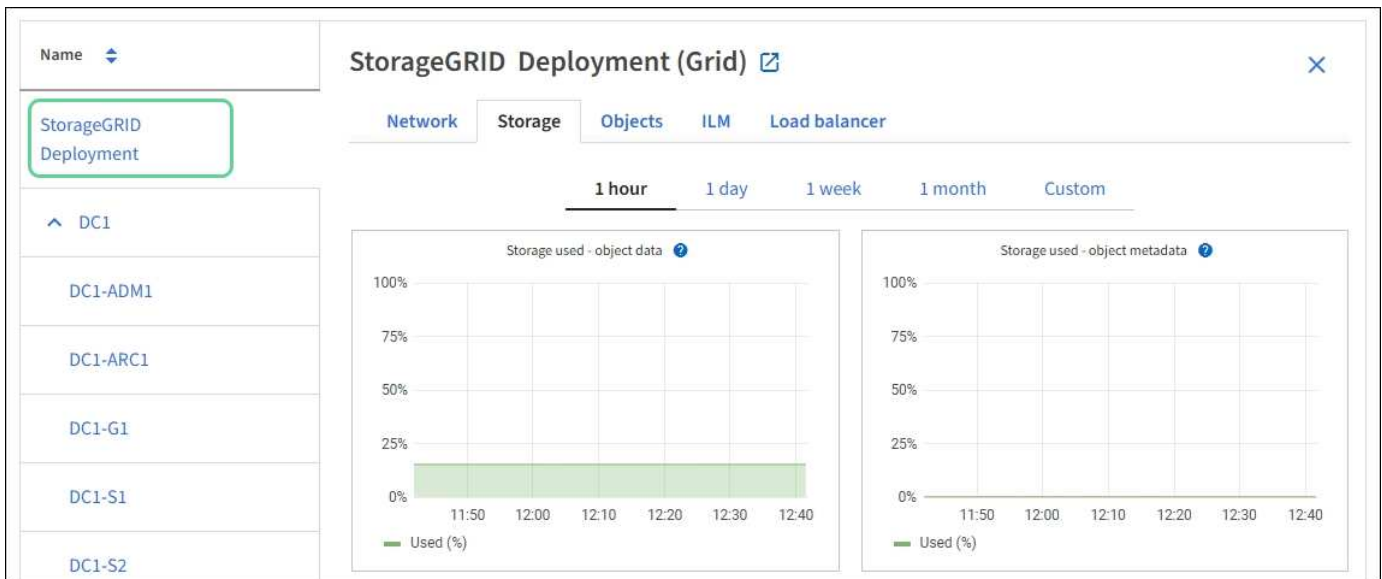 Name
StorageGRID
Deployment
DC1
DC1-ADM1
DC1-ARC1
DC1-G1
DC1-S1
DC1-S2
StorageGRID Deployment (Grid)
Network Storage Objects ILM Load balancer
1 hour 1 day 1 week 1 month Custom
Storage used - object data
100%
75%
50%
25%
0%
11:50 12:00 12:10 12:20 12:30 12:40
Used (%)
Storage used - object metadata
100%
75%
50%
25%
0%
11:50 12:00 12:10 12:20 12:30 12:40
Used (%)